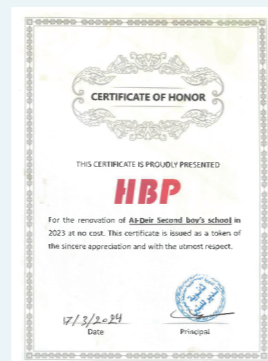 CERTIFICATE OF HONOR
THIS CERTIFICATE IS PROUDLY PRESENTED
HBP
For the renovation of Al-Deir Second boy's school in
2023 at no cost. This certificate is issued as a token of
the sincere appreciation and with the utmost respect.
17/3/2024
Date
Principal